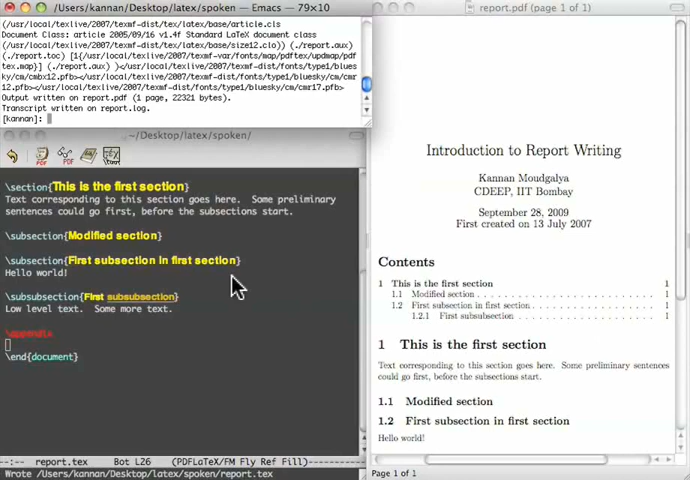 /Users/kannan/Desktop/latex/spoken — Emacs — 79×10
(/usr/local/texlive/2007/texmf-dist/tex/latex/base/article.cls
Document Class: article 2005/09/16 v1.4f Standard LaTeX document class
(/usr/local/texlive/2007/texmf-dist/tex/latex/base/size12.clo)) (./report.aux)
(./report.toc) [1{/usr/local/texlive/2007/texmf-var/fonts/map/pdftex/updmap/pdf
tex.map}] (./report.aux) )</usr/local/texlive/2007/texmf-dist/fonts/type1/blues
ky/cm/cmbx12.pfb></usr/local/texlive/2007/texmf-dist/fonts/type1/bluesky/cm/cmr
12.pfb></usr/local/texlive/2007/texmf-dist/fonts/type1/bluesky/cm/cmr17.pfb>
Output written on report.pdf (1 page, 22321 bytes).
Transcript written on report.log.
[kannan]:
~/Desktop/latex/spoken/
\section{This is the first section}
Text corresponding to this section goes here. Some preliminary
sentences could go first, before the subsections start.
\subsection{Modified section}
\subsection{First subsection in first section}
Hello world!
\subsubsection{First subsubsection}
Low level text. Some more text.
\appendix
\end{document}
--:-- report.tex Bot L26 (PDFLaTeX/FM Fly Ref Fill)
Wrote /Users/kannan/Desktop/latex/spoken/report.tex
report.pdf (page 1 of 1)
Introduction to Report Writing
Kannan Moudgalya
CDEEP, IIT Bombay
September 28, 2009
First created on 13 July 2007
Contents
1 This is the first section 1
1.1 Modified section . . . . . . . . . . . . . . . . . . 1
1.2 First subsection in first section . . . . . . . . . . . . 1
1.2.1 First subsubsection . . . . . . . . . . . . . . 1
1 This is the first section
Text corresponding to this section goes here. Some preliminary sentences
could go first, before the subsections start.
1.1 Modified section
1.2 First subsection in first section
Hello world!
Page 1 of 1